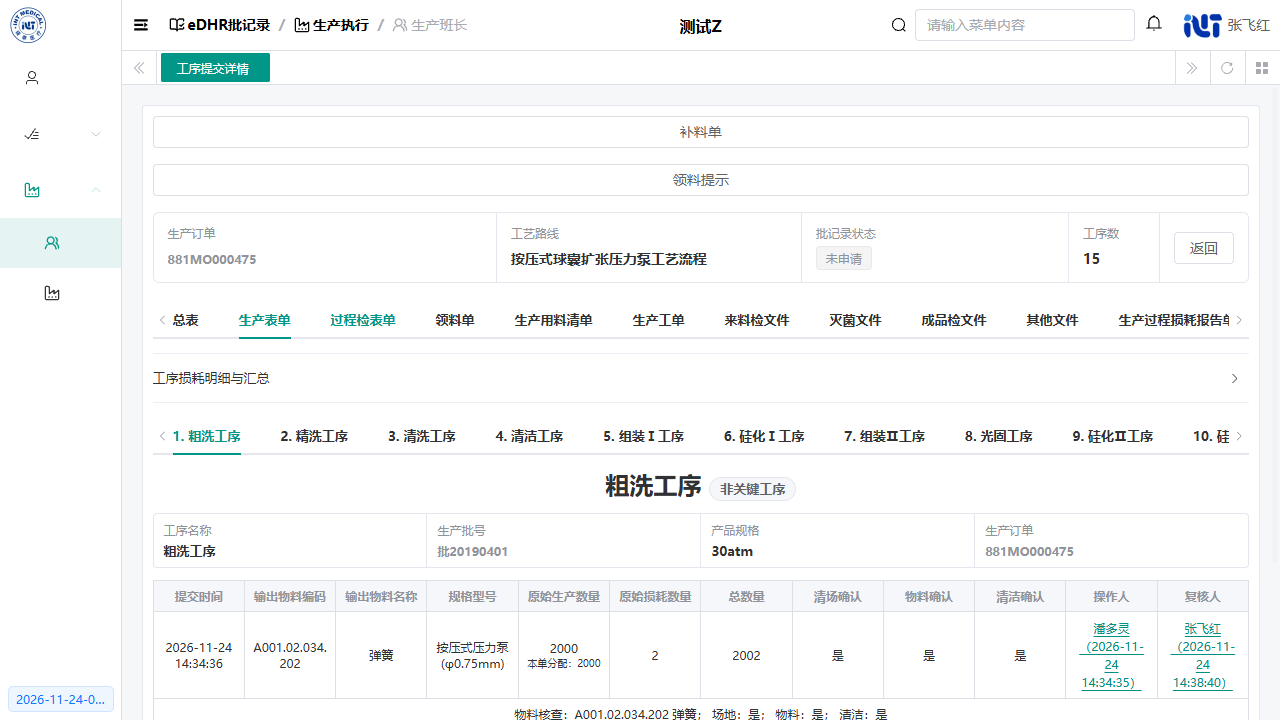 eDHR批记录 / 生产执行 / 生产班长
测试Z
请输入菜单内容
iNT 张飞红
工序提交详情
补料单
领料提示
生产订单
881MO000475
工艺路线
按压式球囊扩张压力泵工艺流程
批记录状态
未申请
工序数
15
返回
总表 生产表单 过程检表单 领料单 生产用料清单 生产工单 来料检文件 灭菌文件 成品检文件 其他文件 生产过程损耗报告单
工序损耗明细与汇总
1. 粗洗工序 2. 精洗工序 3. 清洗工序 4. 清洁工序 5. 组装Ⅰ工序 6. 硅化Ⅰ工序 7. 组装Ⅱ工序 8. 光固工序 9. 硅化Ⅱ工序 10. 硅
粗洗工序 非关键工序
工序名称
粗洗工序
生产批号
批20190401
产品规格
30atm
生产订单
881MO000475
提交时间 输出物料编码 输出物料名称 规格型号 原始生产数量 原始损耗数量 总数量 清场确认 物料确认 清洁确认 操作人 复核人
2026-11-24
14:34:36
A001.02.034.
202
弹簧
按压式压力泵
(φ0.75mm)
2000
本单分配：2000
2
2002
是
是
是
潘多灵
（2026-11-
24
14:34:35）
张飞红
（2026-11-
24
14:38:40）
物料核查：A001.02.034.202 弹簧； 场地：是； 物料：是； 清洁：是
2026-11-24-0...